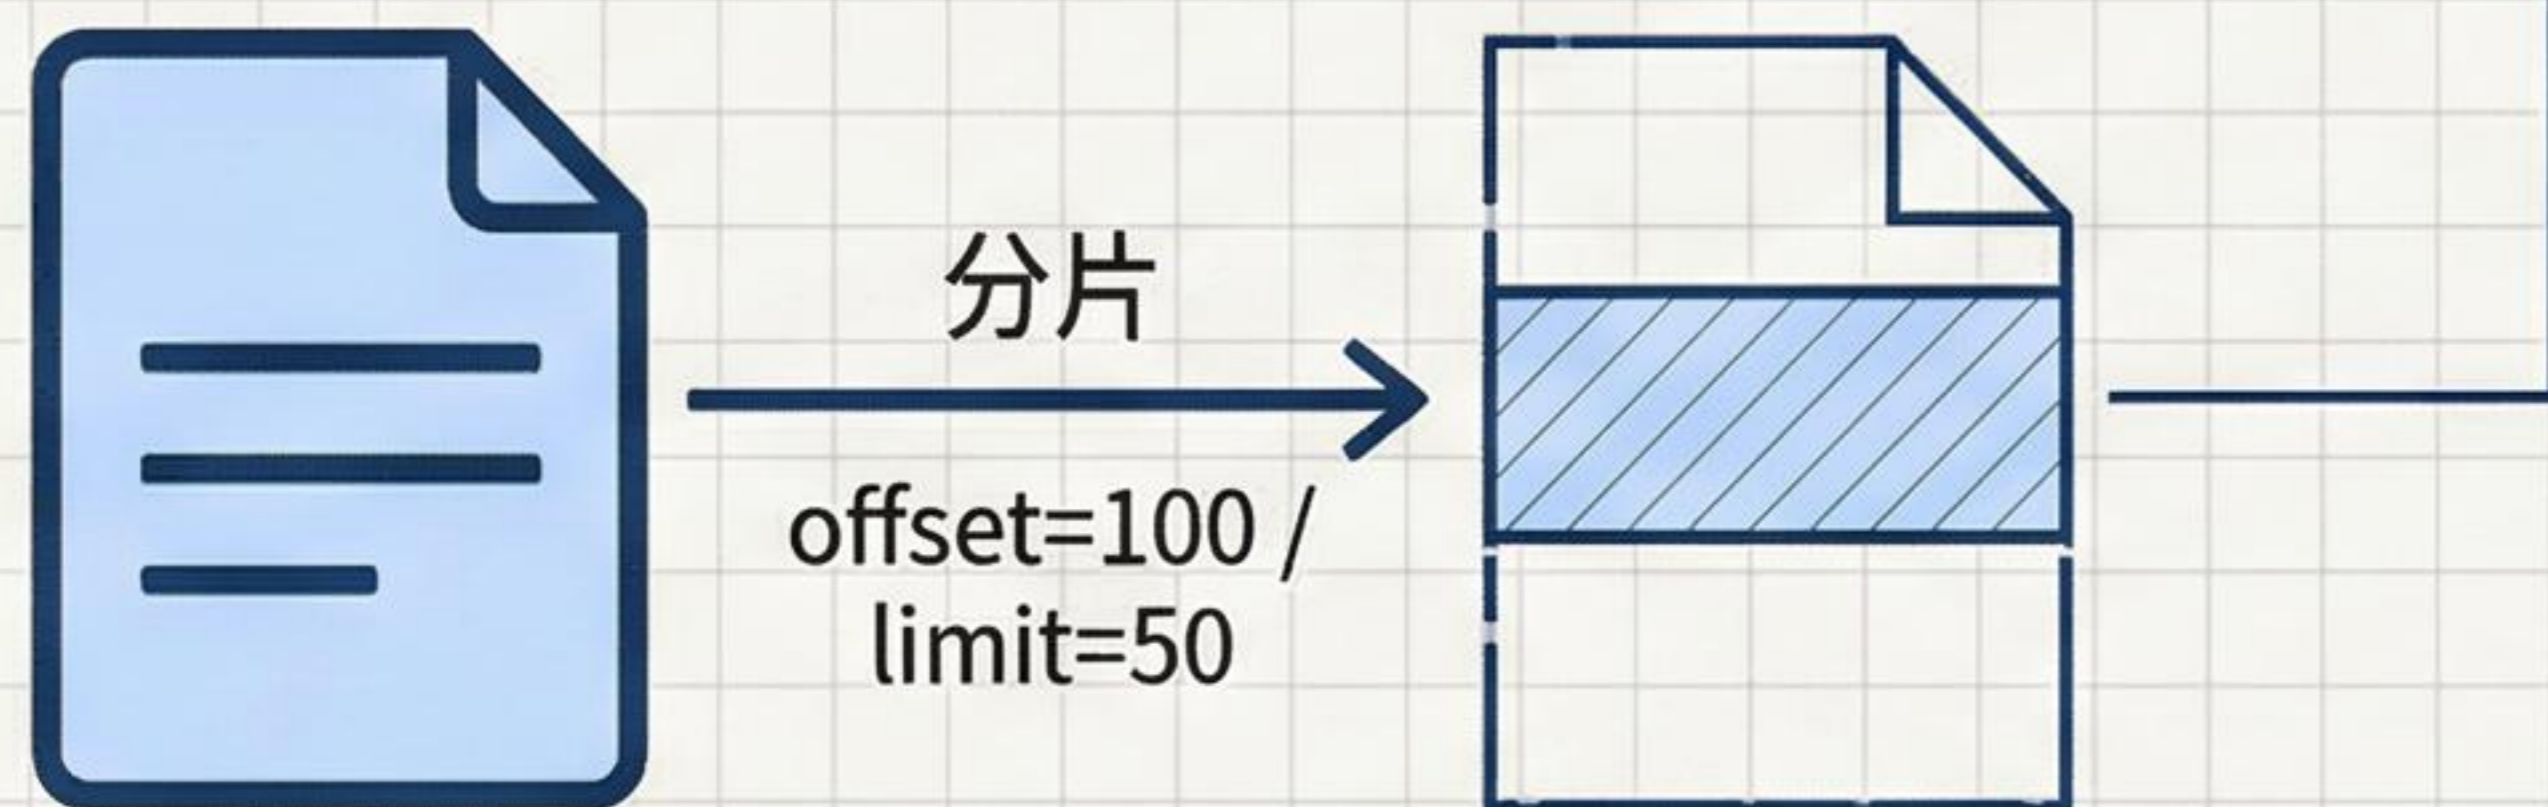 分片
offset=100 /
limit=50